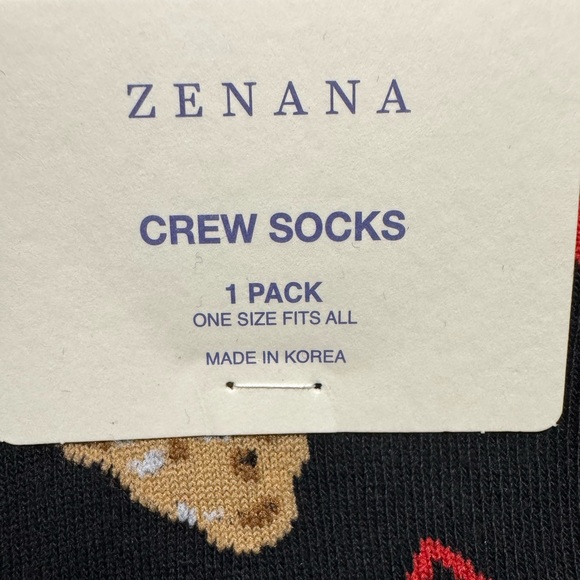 ZENANA
CREW SOCKS
1 PACK
ONE SIZE FITS ALL
MADE IN KOREA